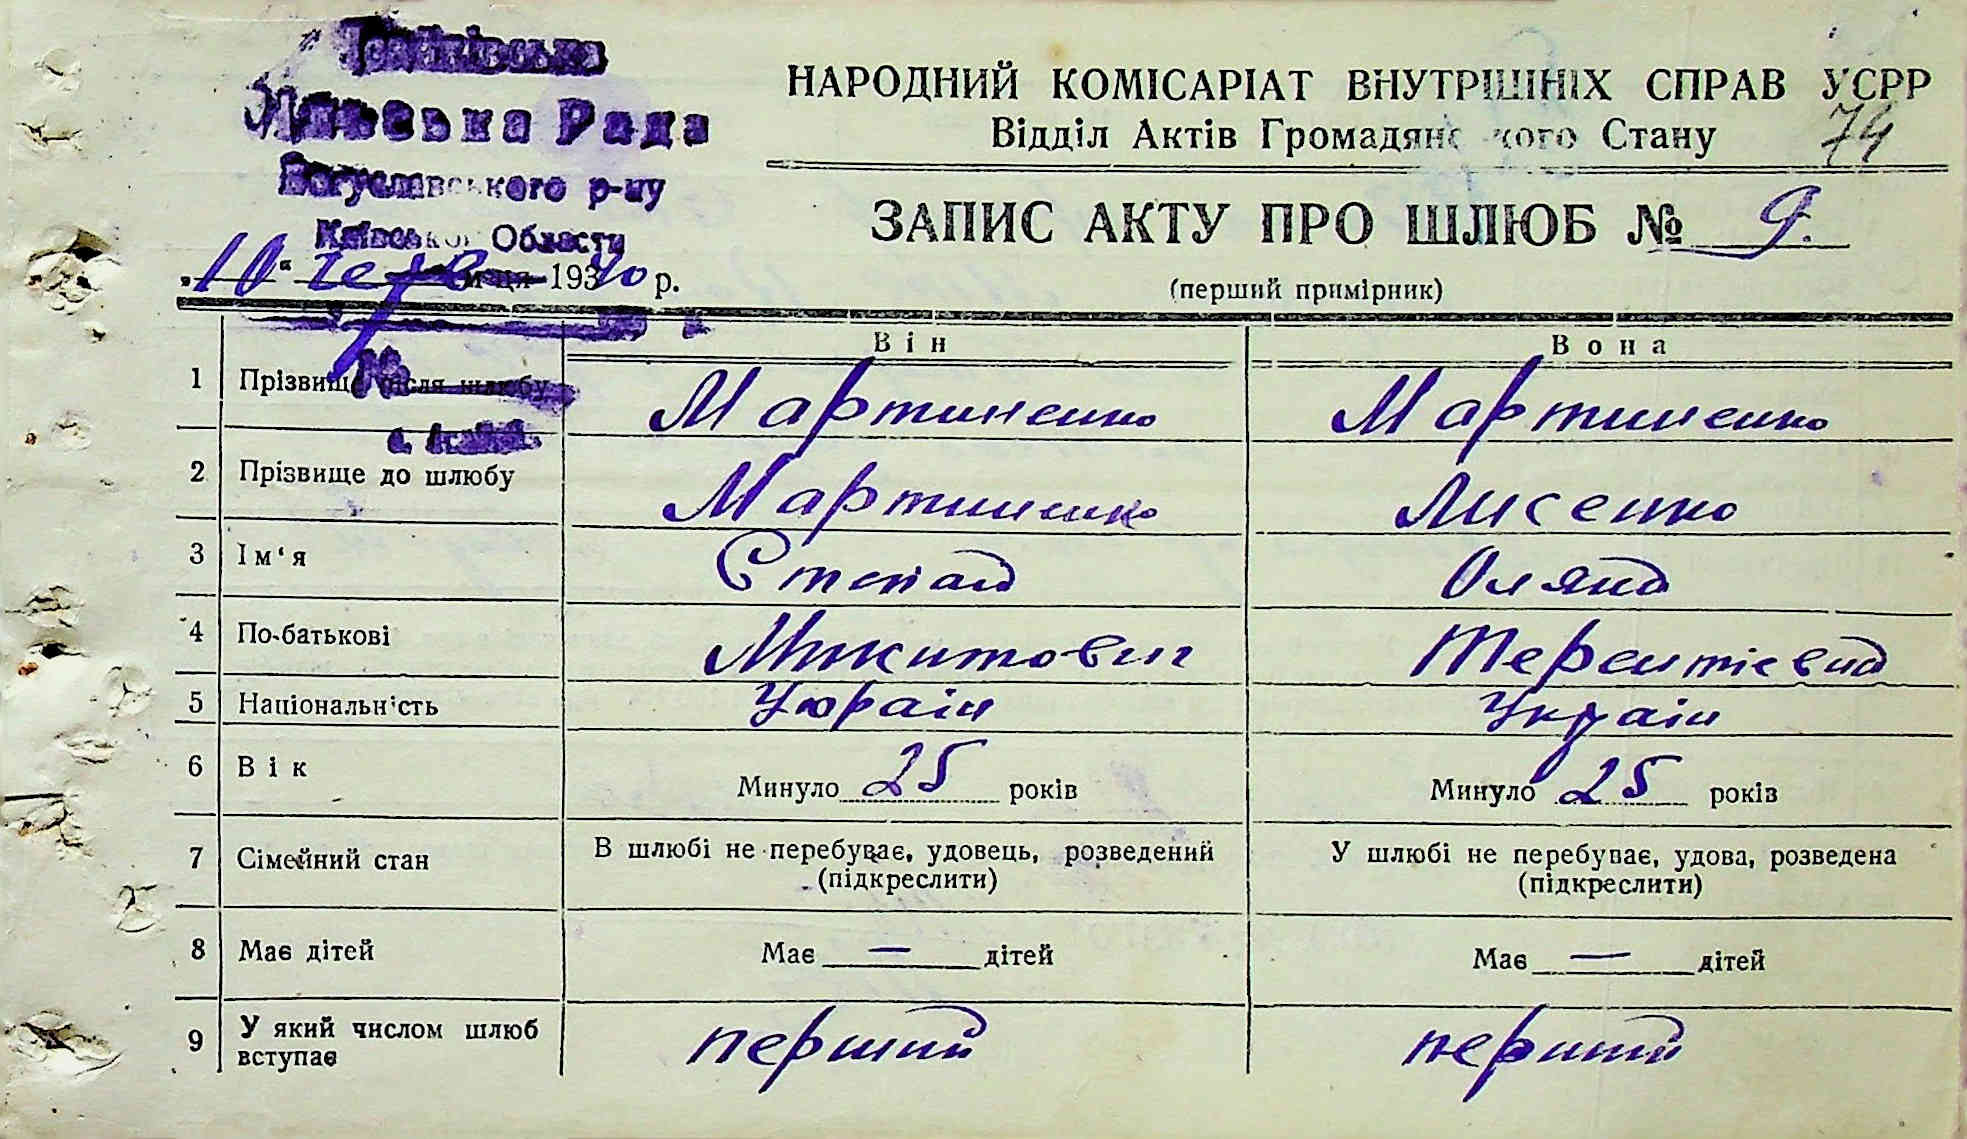 Рада
Богуславського р-ну
Київської Области
„10“ черв місяця 1940 р.
НАРОДНИЙ КОМІСАРІАТ ВНУТРІШНІХ СПРАВ УСРР
Відділ Актів Громадянського Стану
74
ЗАПИС АКТУ ПРО ШЛЮБ № 9.
(перший примірник)
Він Вона
1 Прізвище після шлюбу Мартиненко Мартиненко
2 Прізвище до шлюбу Мартиненко Лисенко
3 Ім‘я Степан Оляна
4 По-батькові Микитович Терентієвна
5 Національність Україн Україн
6 Вік Минуло 25 років Минуло 25 років
7 Сімейний стан В шлюбі не перебуває, удовець, розведений У шлюбі не перебуває, удова, розведена
(підкреслити) (підкреслити)
8 Має дітей Має — дітей Має — дітей
9 У який числом шлюб вступає перший перший